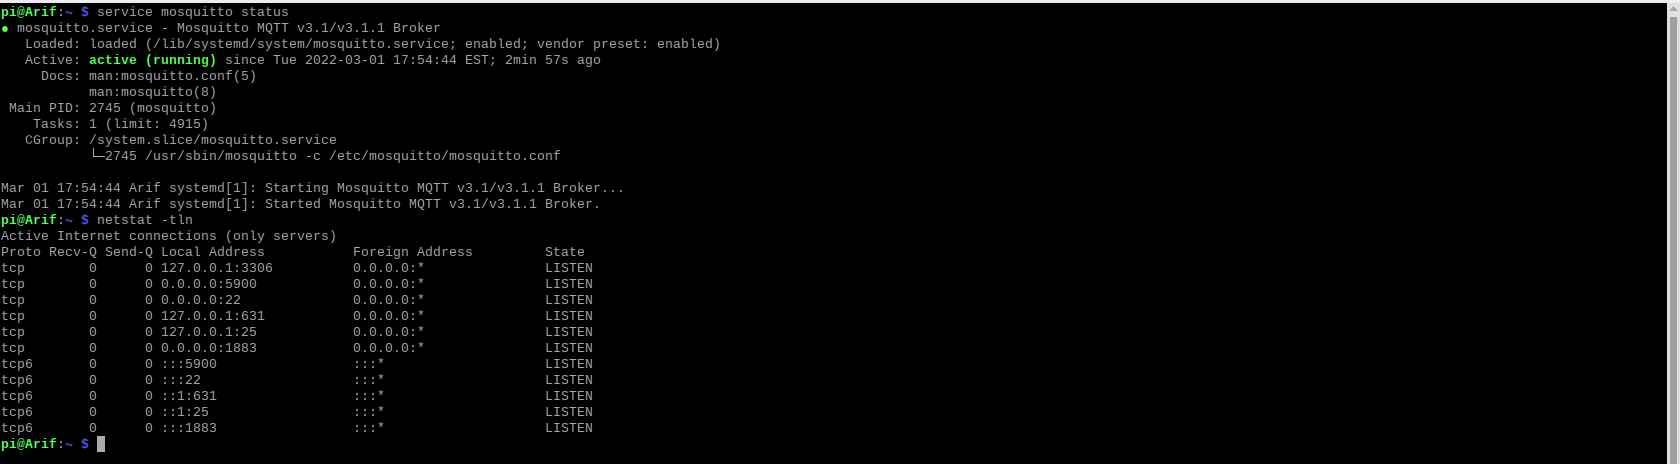 pi@Arif:~ $ service mosquitto status
● mosquitto.service - Mosquitto MQTT v3.1/v3.1.1 Broker
   Loaded: loaded (/lib/systemd/system/mosquitto.service; enabled; vendor preset: enabled)
   Active: active (running) since Tue 2022-03-01 17:54:44 EST; 2min 57s ago
     Docs: man:mosquitto.conf(5)
           man:mosquitto(8)
 Main PID: 2745 (mosquitto)
    Tasks: 1 (limit: 4915)
   CGroup: /system.slice/mosquitto.service
           └─2745 /usr/sbin/mosquitto -c /etc/mosquitto/mosquitto.conf

Mar 01 17:54:44 Arif systemd[1]: Starting Mosquitto MQTT v3.1/v3.1.1 Broker...
Mar 01 17:54:44 Arif systemd[1]: Started Mosquitto MQTT v3.1/v3.1.1 Broker.
pi@Arif:~ $ netstat -tln
Active Internet connections (only servers)
Proto Recv-Q Send-Q Local Address           Foreign Address         State
tcp        0      0 127.0.0.1:3306          0.0.0.0:*               LISTEN
tcp        0      0 0.0.0.0:5900            0.0.0.0:*               LISTEN
tcp        0      0 0.0.0.0:22              0.0.0.0:*               LISTEN
tcp        0      0 127.0.0.1:631           0.0.0.0:*               LISTEN
tcp        0      0 127.0.0.1:25            0.0.0.0:*               LISTEN
tcp        0      0 0.0.0.0:1883            0.0.0.0:*               LISTEN
tcp6       0      0 :::5900                 :::*                    LISTEN
tcp6       0      0 :::22                   :::*                    LISTEN
tcp6       0      0 ::1:631                 :::*                    LISTEN
tcp6       0      0 ::1:25                  :::*                    LISTEN
tcp6       0      0 :::1883                 :::*                    LISTEN
pi@Arif:~ $